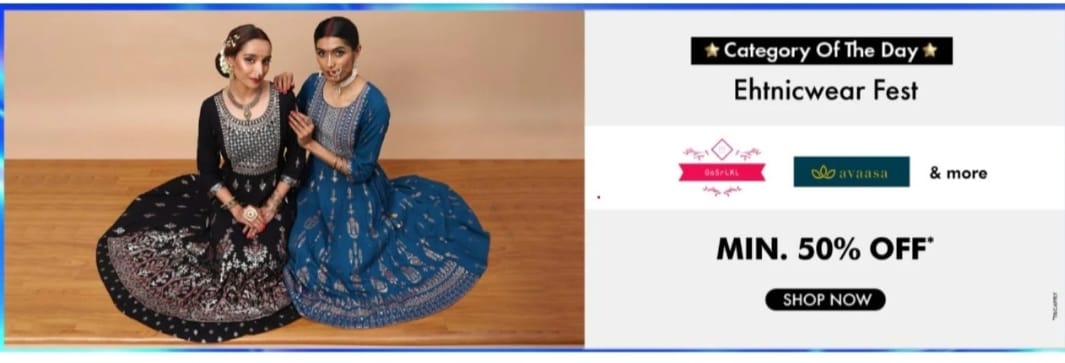 Category Of The Day
Ehtnicwear Fest
GoSriKi
avaasa
& more
MIN. 50% OFF*
SHOP NOW
*T&C APPLY